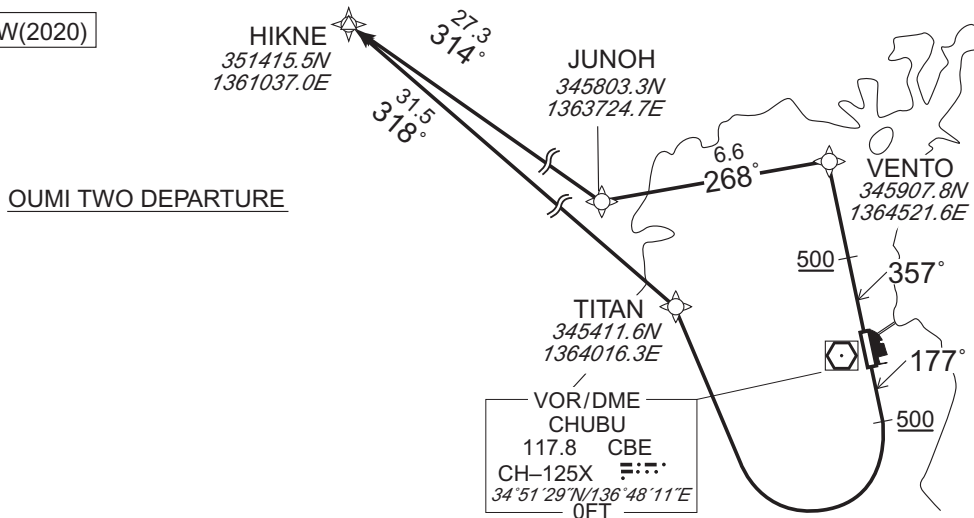 W(2020)
HIKNE
351415.5N
1361037.0E
27.3
314°
JUNOH
345803.3N
1363724.7E
31.5
318°
6.6
268°
VENTO
345907.8N
1364521.6E
OUMI TWO DEPARTURE
500
357°
TITAN
345411.6N
1364016.3E
177°
VOR/DME
CHUBU
117.8 CBE
CH–125X
34°51′29″N/136°48′11″E
0FT
500